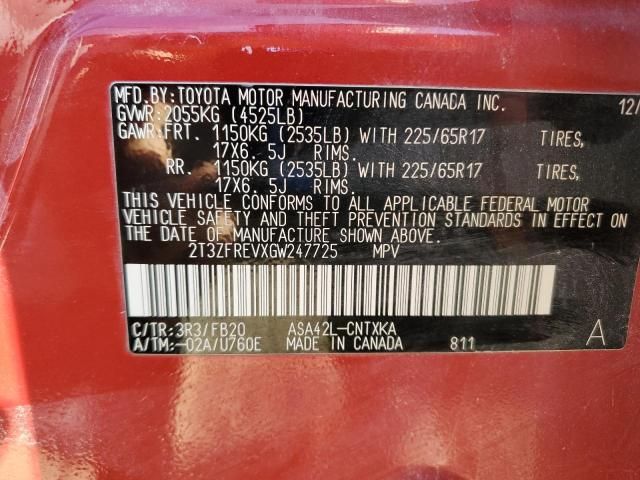 MFD.BY:TOYOTA MOTOR MANUFACTURING CANADA INC. 12/
GVWR:2055KG (4525LB)
GAWR:FRT. 1150KG (2535LB) WITH 225/65R17 TIRES,
17X6.5J RIMS.
RR. 1150KG (2535LB) WITH 225/65R17 TIRES,
17X6.5J RIMS.
THIS VEHICLE CONFORMS TO ALL APPLICABLE FEDERAL MOTOR
VEHICLE SAFETY AND THEFT PREVENTION STANDARDS IN EFFECT ON
THE DATE OF MANUFACTURE SHOWN ABOVE.
2T3ZFREVXGW247725 MPV
C/TR:3R3/FB20 ASA42L-CNTXKA
A/TM:-02A/U760E MADE IN CANADA 811 A